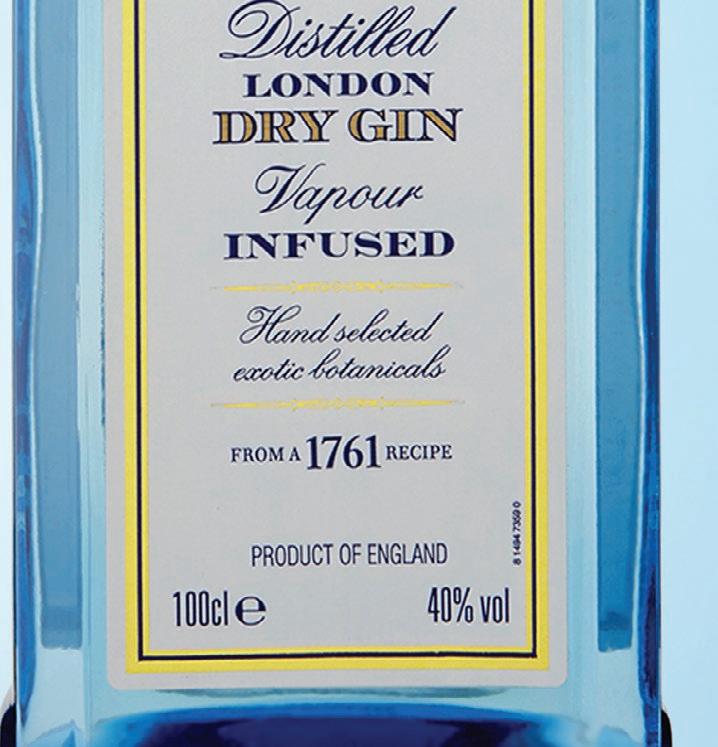 Distilled
LONDON
DRY GIN
Vapour
INFUSED
Hand selected
exotic botanicals
FROM A 1761 RECIPE
PRODUCT OF ENGLAND
100cl e
40% vol